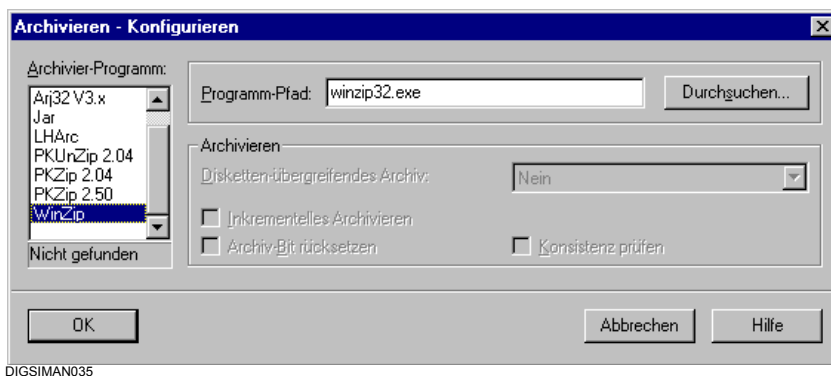 Archivieren - Konfigurieren
Archivier-Programm:
Arj32 V3.x
Jar
LHArc
PKUnZip 2.04
PKZip 2.04
PKZip 2.50
WinZip
Nicht gefunden
Programm-Pfad: winzip32.exe Durchsuchen...
Archivieren
Disketten-übergreifendes Archiv: Nein
Inkrementelles Archivieren
Archiv-Bit rücksetzen Konsistenz prüfen
OK Abbrechen Hilfe
DIGSIMAN035